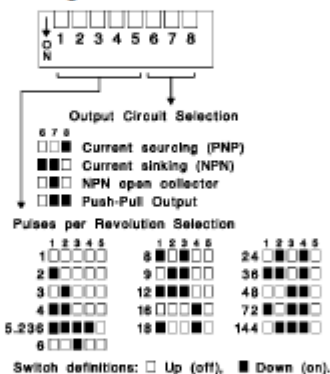 ON 1 2 3 4 5 6 7 8
Output Circuit Selection
6 7 8
Current sourcing (PNP)
Current sinking (NPN)
NPN open collector
Push-Pull Output
Pulses per Revolution Selection
1 2 3 4 5 1 2 3 4 5 1 2 3 4 5
1 8 24
2 9 36
3 12 48
4 16 72
5.236 18 144
6
Switch definitions: □ Up (off), ■ Down (on).